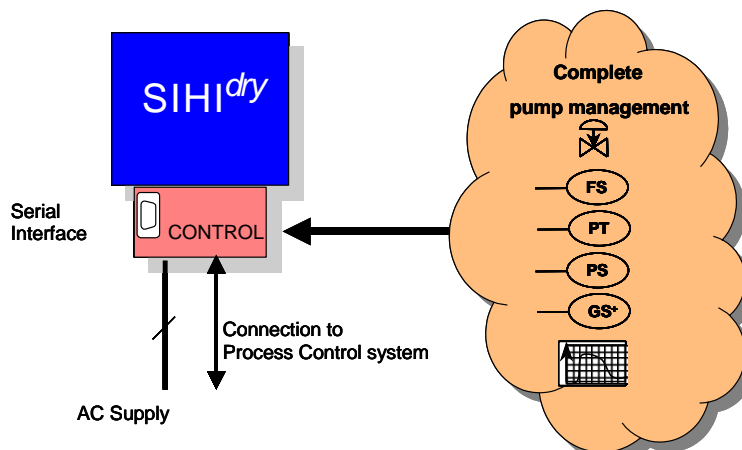 SIHIdry
Serial
Interface
CONTROL
Connection to
Process Control system
AC Supply
Complete
pump management
FS
PT
PS
GS+